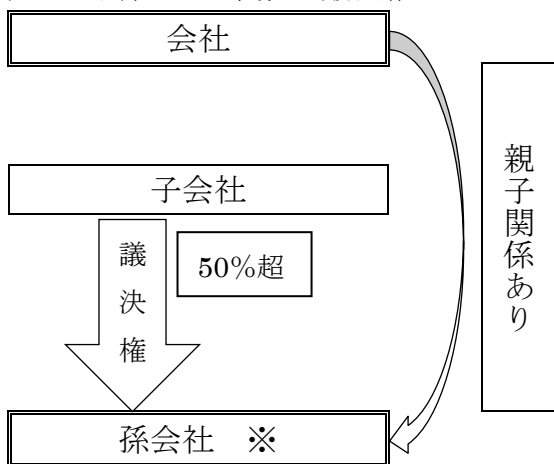 会社
子会社
議決権
50％超
親子関係あり
孫会社　※